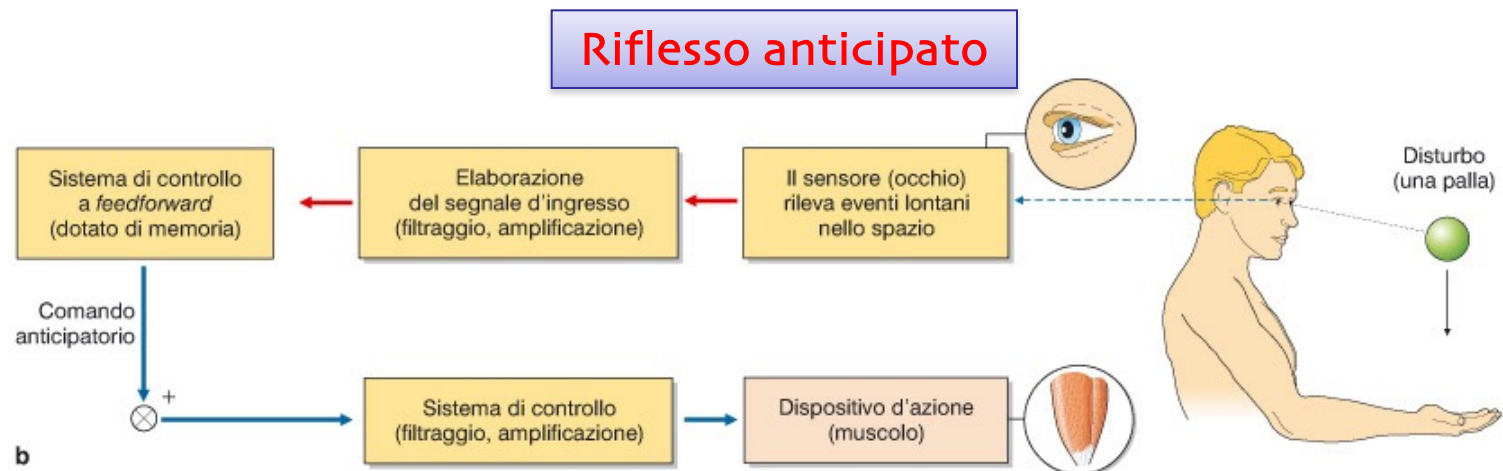 Riflesso anticipato
Sistema di controllo
a feedforward
(dotato di memoria)
Elaborazione
del segnale d'ingresso
(filtraggio, amplificazione)
Il sensore (occhio)
rileva eventi lontani
nello spazio
Disturbo
(una palla)
Comando
anticipatorio
+
Sistema di controllo
(filtraggio, amplificazione)
Dispositivo d'azione
(muscolo)
b